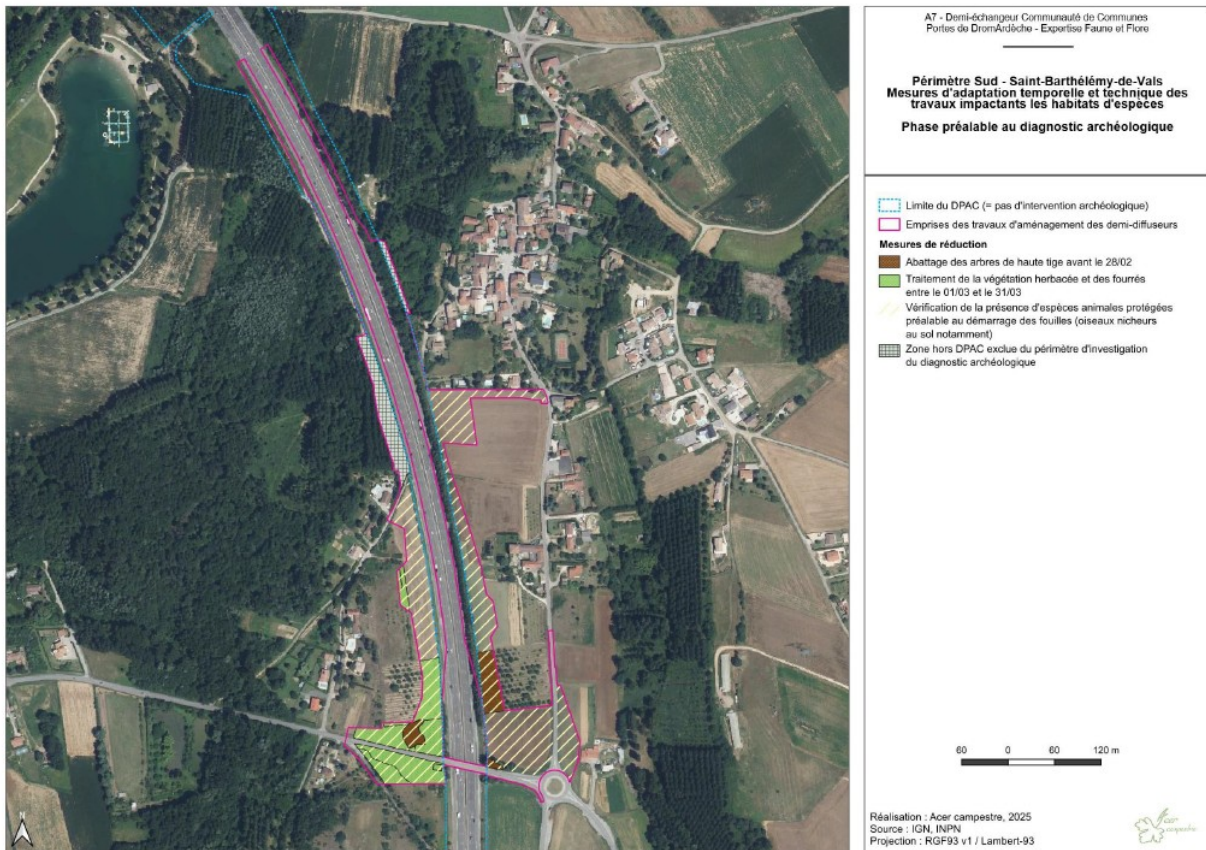 A7 - Demi-échangeur Communauté de Communes
Portes de DromArdèche - Expertise Faune et Flore
Périmètre Sud - Saint-Barthélémy-de-Vals
Mesures d'adaptation temporelle et technique des
travaux impactants les habitats d'espèces
Phase préalable au diagnostic archéologique
Limite du DPAC (= pas d'intervention archéologique)
Emprises des travaux d'aménagement des demi-diffuseurs
Mesures de réduction
Abattage des arbres de haute tige avant le 28/02
Traitement de la végétation herbacée et des fourrés
entre le 01/03 et le 31/03
Vérification de la présence d'espèces animales protégées
préalable au démarrage des fouilles (oiseaux nicheurs
au sol notamment)
Zone hors DPAC exclue du périmètre d'investigation
du diagnostic archéologique
60 0 60 120 m
Réalisation : Acer campestre, 2025
Source : IGN, INPN
Projection : RGF93 v1 / Lambert-93
acer
campestre